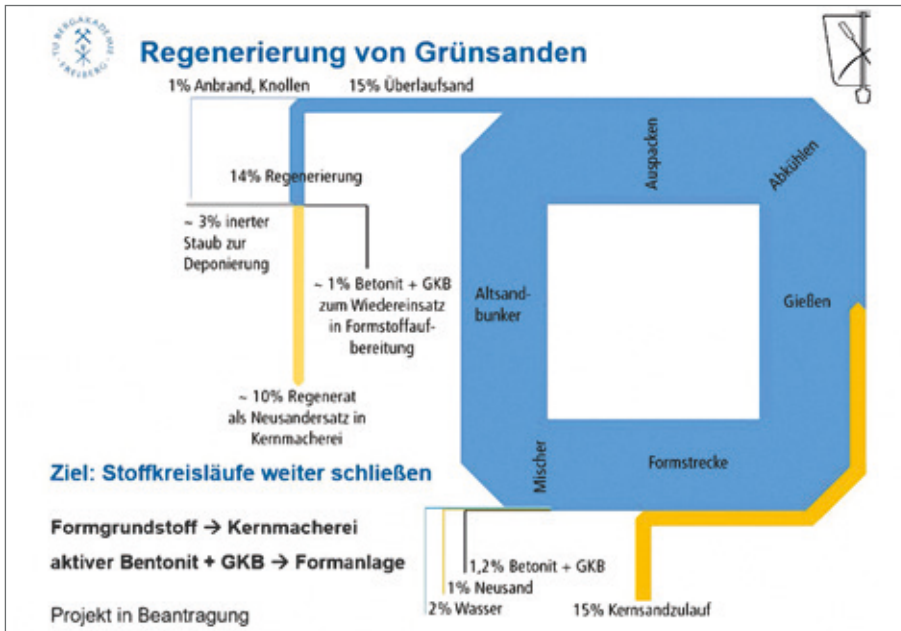 TU BERGAKADEMIE
FREIBERG
Regenerierung von Grünsanden
1% Anbrand, Knollen
15% Überlaufsand
14% Regenerierung
~ 3% inerter
Staub zur
Deponierung
~ 1% Betonit + GKB
zum Wiedereinsatz
in Formstoffauf-
bereitung
~ 10% Regenerat
als Neusandersatz in
Kernmacherei
Auspacken
Abkühlen
Altsand-
bunker
Gießen
Mischer
Formstrecke
Ziel: Stoffkreisläufe weiter schließen
Formgrundstoff → Kernmacherei
aktiver Bentonit + GKB → Formanlage
1,2% Betonit + GKB
1% Neusand
2% Wasser
15% Kernsandzulauf
Projekt in Beantragung